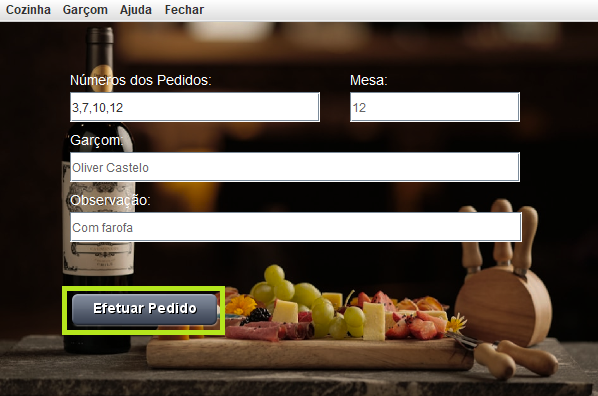 Cozinha Garçom Ajuda Fechar
Números dos Pedidos: Mesa:
3,7,10,12 12
Garçom:
Oliver Castelo
Observação:
Com farofa
Efetuar Pedido